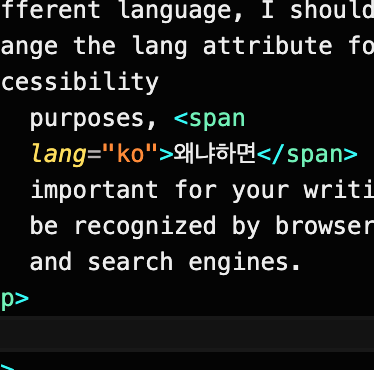 fferent language, I should
ange the lang attribute fo
cessibility
purposes, <span
lang="ko">왜냐하면</span>
important for your writi
be recognized by browser
and search engines.
p>
>